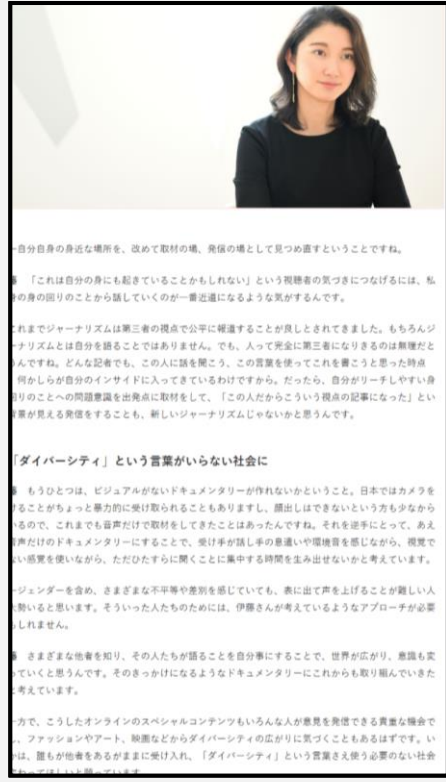 自分自身の身近な場所を、改めて取材の場、発信の場として見つめ直すということですね。
藤 「これは自分の身にも起きていることかもしれない」という視聴者の気づきにつなげるには、私
身の身の回りのことから話していくのが一番近道になるような気がするんです。
これまでジャーナリズムは第三者の視点で公平に報道することが良しとされてきました。もちろんジ
ーナリズムとは自分を語ることではありません。でも、人って完全に第三者になりきるのは無理だと
うんですね。どんな記者でも、この人に話を聞こう、この言葉を使ってこれを書こうと思った時点
何かしらが自分のインサイドに入ってきているわけですから。だったら、自分がリーチしやすい身
回りのことへの問題意識を出発点に取材をして、「この人だからこういう視点の記事になった」とい
背景が見える発信をすることも、新しいジャーナリズムじゃないかと思うんです。
「ダイバーシティ」という言葉がいらない社会に
藤 もうひとつは、ビジュアルがないドキュメンタリーが作れないかということ。日本ではカメラを
けることがちょっと暴力的に受け取られることもありますし、顔出しはできないという方も少なから
いるので、これまでも音声だけで取材をしてきたことはあったんですね。それを逆手にとって、あえ
音声だけのドキュメンタリーにすることで、受け手が話し手の息遣いや環境音を感じながら、視覚で
ない感覚を使いながら、ただひたすらに聞くことに集中する時間を生み出せないかと考えています。
ジェンダーを含め、さまざまな不平等や差別を感じていても、表に出て声を上げることが難しい人
大勢いると思います。そういった人たちのためには、伊藤さんが考えているようなアプローチが必要
もしれません。
藤 さまざまな他者を知り、その人たちが語ることを自分事にすることで、世界が広がり、意識も変
っていくと思うんです。そのきっかけになるようなドキュメンタリーにこれからも取り組んでいきた
と考えています。
一方で、こうしたオンラインのスペシャルコンテンツもいろんな人が意見を発信できる貴重な機会で
し、ファッションやアート、映画などからダイバーシティの広がりに気づくこともあるはずです。い
かは、誰もが他者をあるがままに受け入れ、「ダイバーシティ」という言葉さえ使う必要のない社会
変わってほしいと願っています